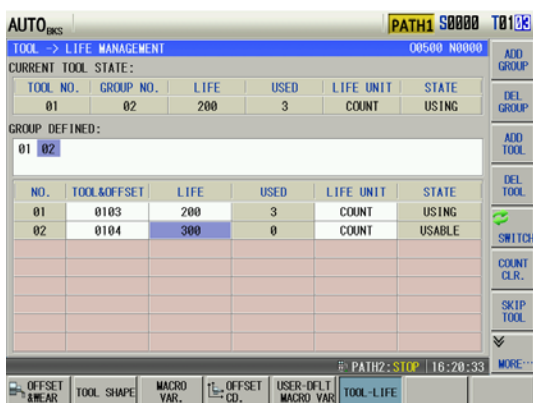 AUTO BKS PATH1 S0000 T0103
TOOL -> LIFE MANAGEMENT O0500 N0000
CURRENT TOOL STATE:
TOOL NO. GROUP NO. LIFE USED LIFE UNIT STATE
01 02 200 3 COUNT USING
GROUP DEFINED:
01 02
NO. TOOL&OFFSET LIFE USED LIFE UNIT STATE
01 0103 200 3 COUNT USING
02 0104 300 0 COUNT USABLE
PATH2:STOP 16:20:33
OFFSET &WEAR
TOOL SHAPE
MACRO VAR.
OFFSET CD.
USER-DFLT MACRO VAR
TOOL-LIFE
ADD GROUP
DEL GROUP
ADD TOOL
DEL TOOL
SWITCH
COUNT CLR.
SKIP TOOL
MORE···